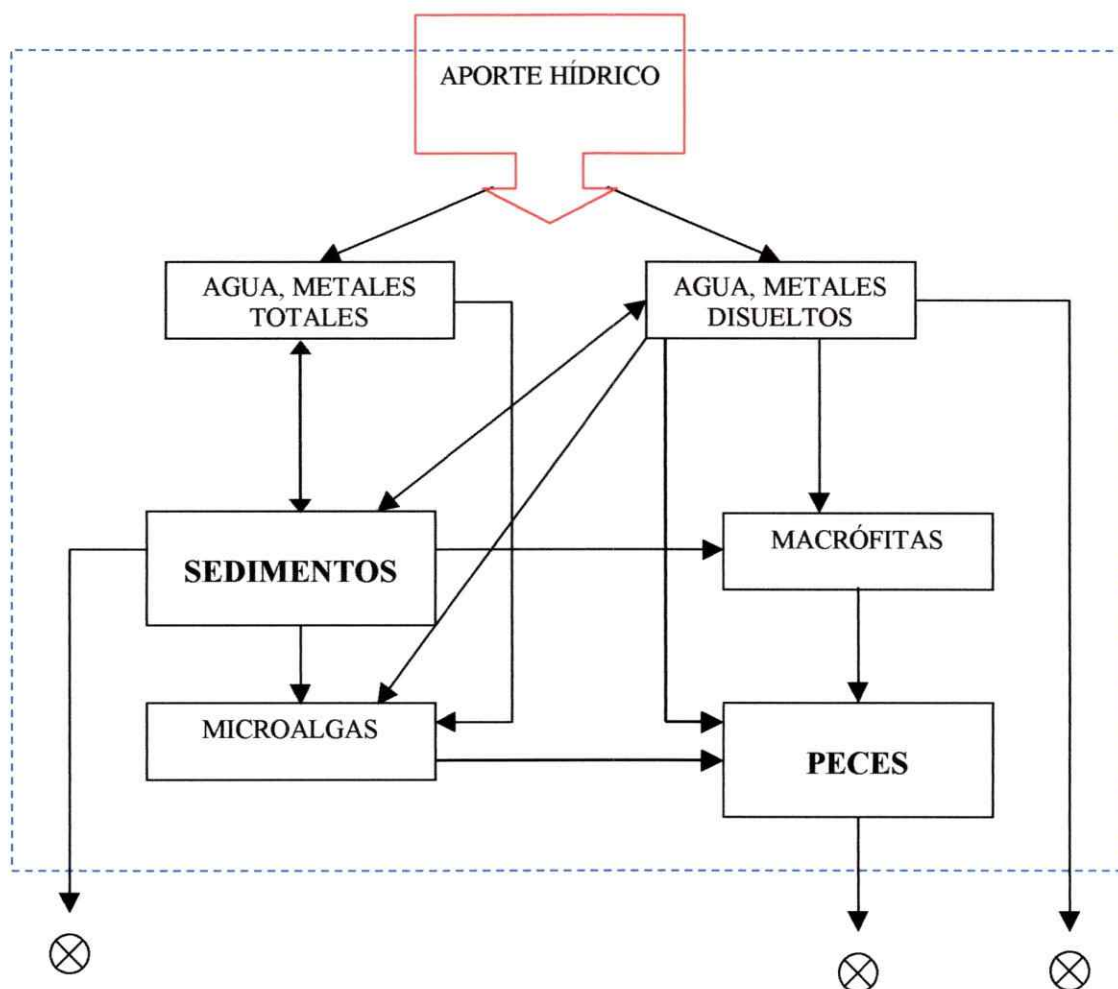 APORTE HÍDRICO
AGUA, METALES
TOTALES
AGUA, METALES
DISUELTOS
SEDIMENTOS
MACRÓFITAS
MICROALGAS
PECES